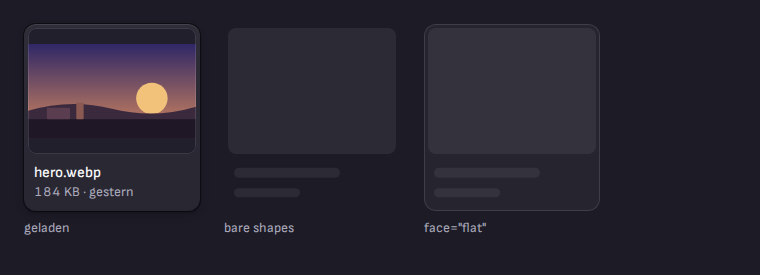 hero.webp
184 KB · gestern
geladen
bare shapes
face="flat"